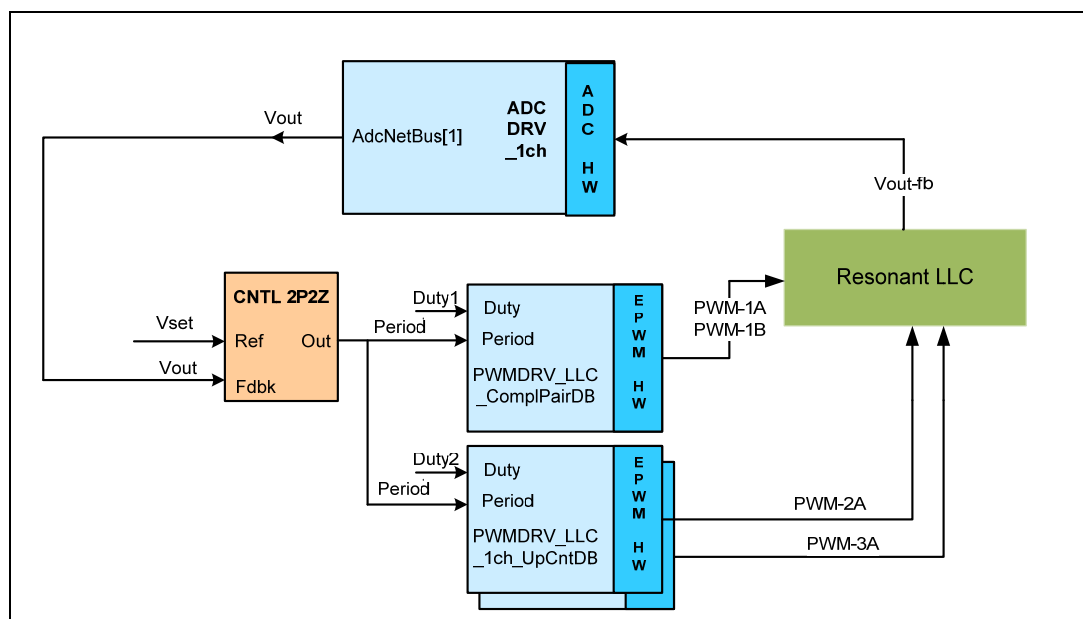 Vout
AdcNetBus[1]
ADC
DRV
_1ch
A
D
C
H
W
Vout-fb
Resonant LLC
CNTL 2P2Z
Vset
Ref
Out
Vout
Fdbk
Period
Duty1
Duty
Period
PWMDRV_LLC
_ComplPairDB
E
P
W
M
H
W
PWM-1A
PWM-1B
Duty2
Period
Duty
Period
PWMDRV_LLC
_1ch_UpCntDB
E
P
W
M
H
W
PWM-2A
PWM-3A